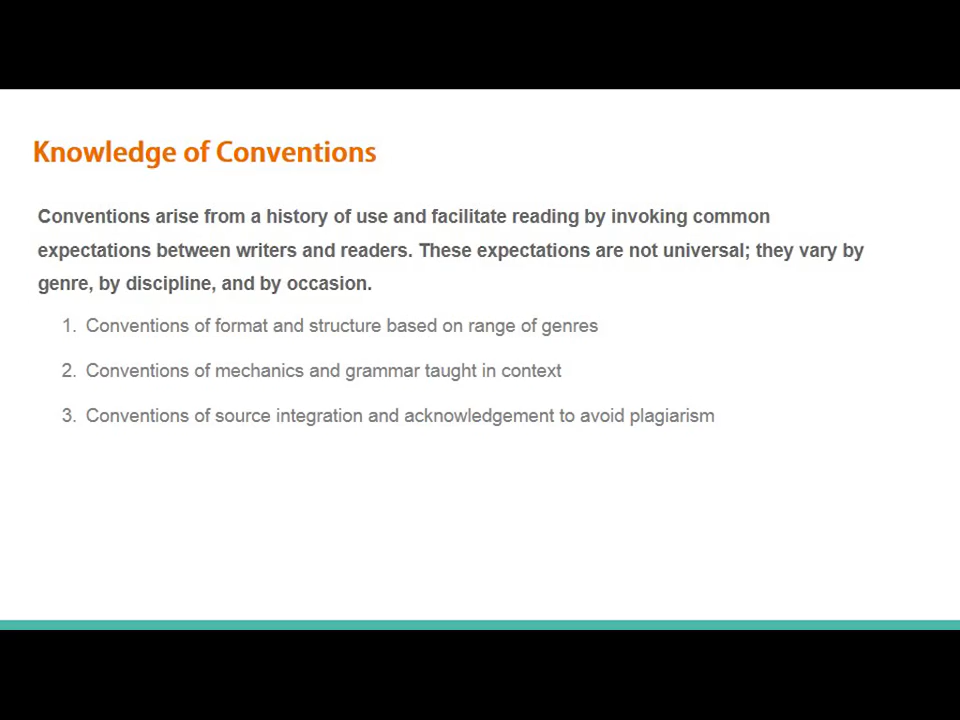 Knowledge of Conventions
Conventions arise from a history of use and facilitate reading by invoking common
expectations between writers and readers. These expectations are not universal; they vary by
genre, by discipline, and by occasion.
1. Conventions of format and structure based on range of genres
2. Conventions of mechanics and grammar taught in context
3. Conventions of source integration and acknowledgement to avoid plagiarism